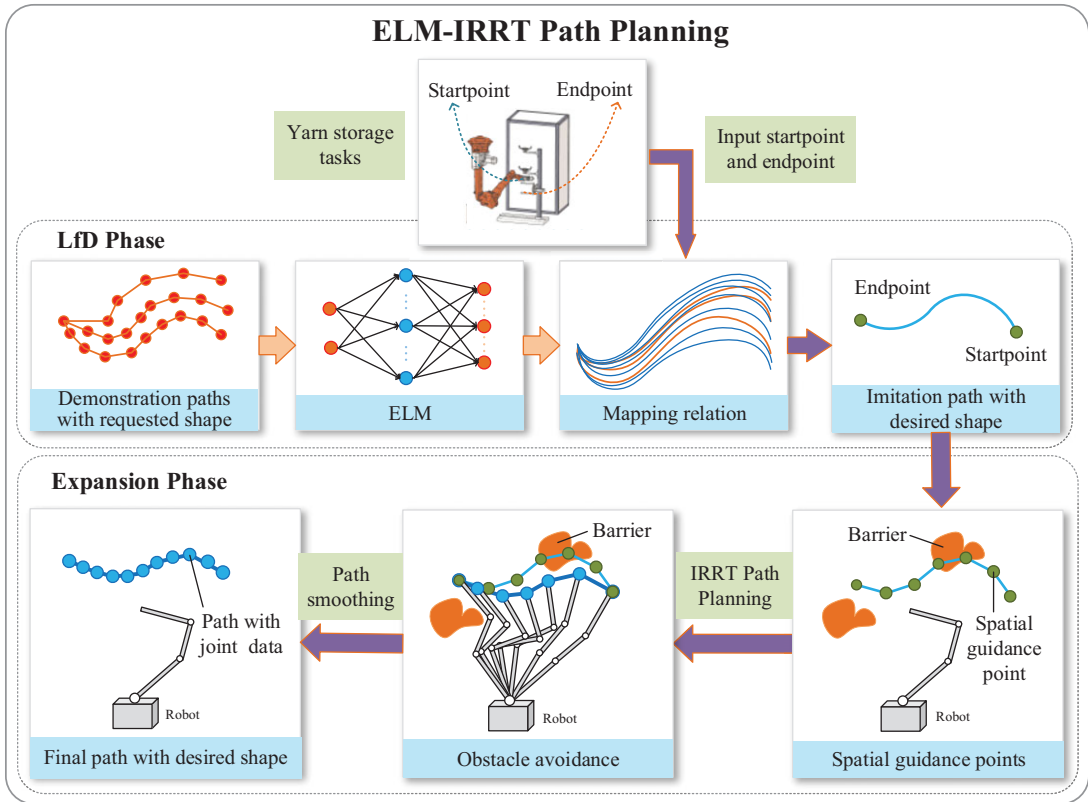 ELM-IRRT Path Planning
Startpoint
Endpoint
Yarn storage
tasks
Input startpoint
and endpoint
LfD Phase
Demonstration paths
with requested shape
ELM
Mapping relation
Endpoint
Startpoint
Imitation path with
desired shape
Expansion Phase
Path with
joint data
Robot
Final path with desired shape
Path
smoothing
Barrier
Robot
Obstacle avoidance
IRRT Path
Planning
Barrier
Spatial
guidance
point
Robot
Spatial guidance points